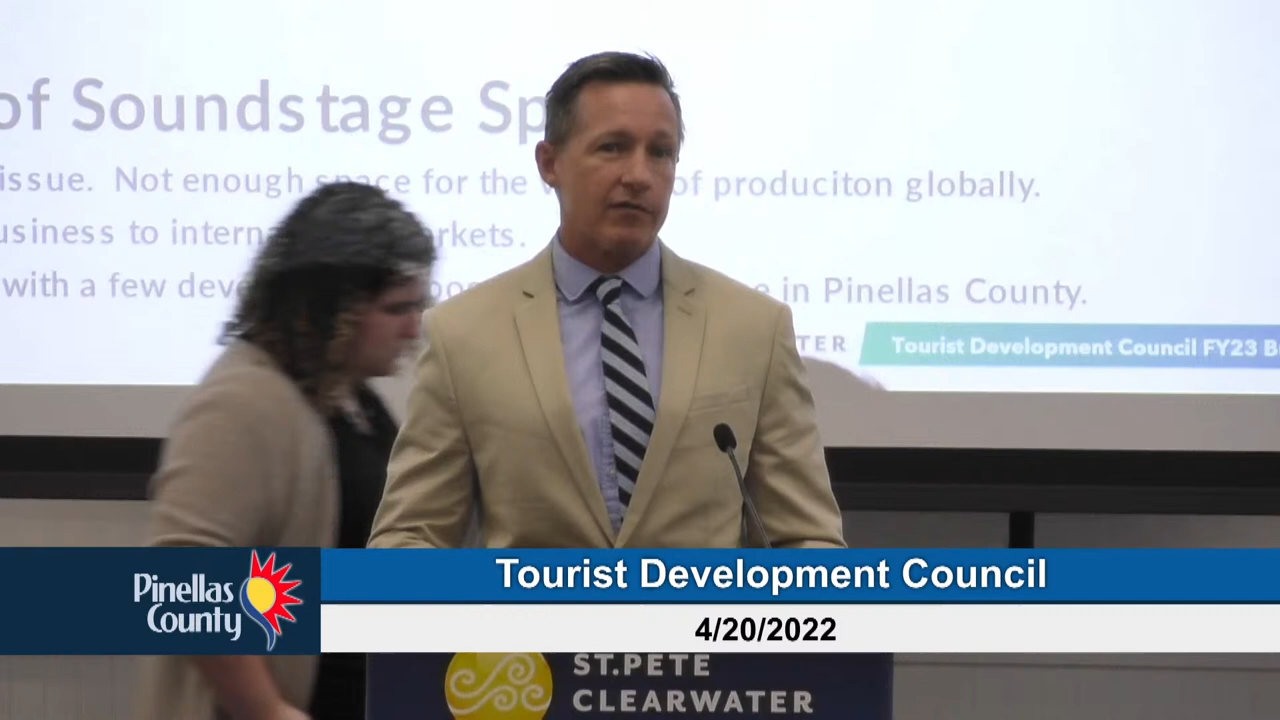 of Soundstage Sp
issue. Not enough space for the of produciton globally.
usiness to interna rkets.
with a few deve e in Pinellas County.
TER
Tourist Development Council FY23 B
Pinellas
County
Tourist Development Council
4/20/2022
ST.PETE
CLEARWATER